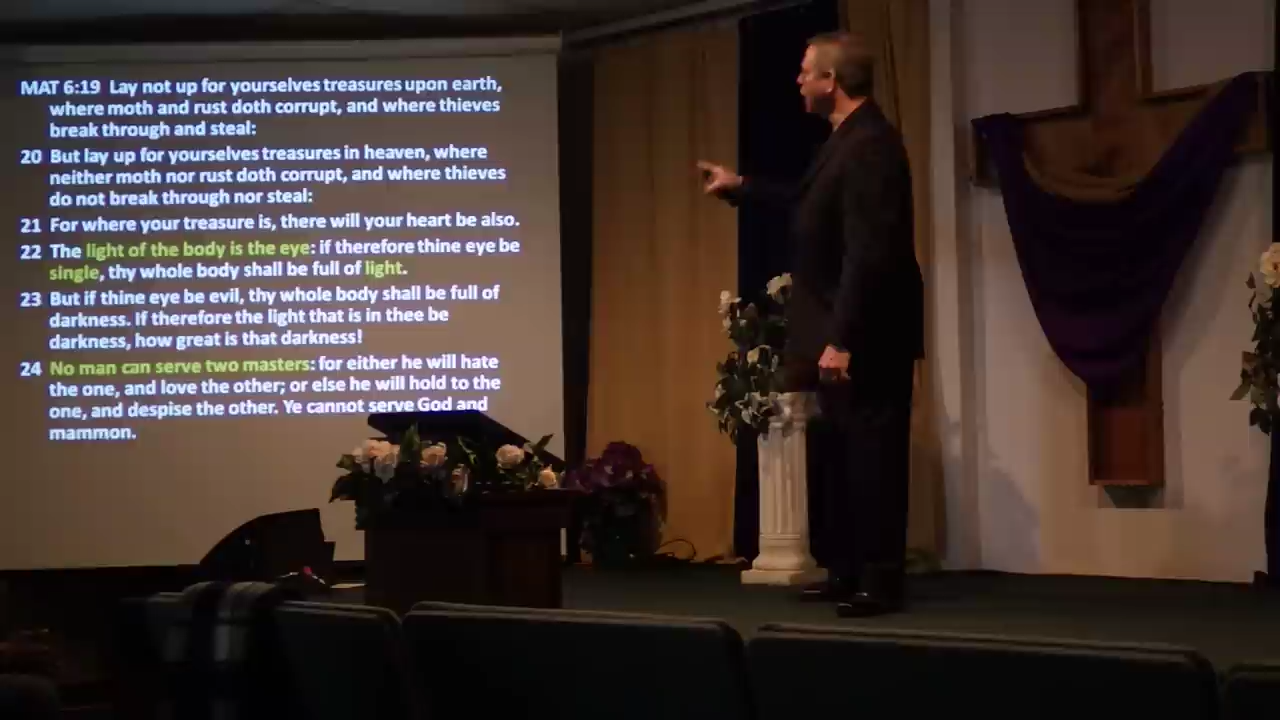 MAT 6:19 Lay not up for yourselves treasures upon earth,
where moth and rust doth corrupt, and where thieves
break through and steal:
20 But lay up for yourselves treasures in heaven, where
neither moth nor rust doth corrupt, and where thieves
do not break through nor steal:
21 For where your treasure is, there will your heart be also.
22 The light of the body is the eye: if therefore thine eye be
single, thy whole body shall be full of light.
23 But if thine eye be evil, thy whole body shall be full of
darkness. If therefore the light that is in thee be
darkness, how great is that darkness!
24 No man can serve two masters: for either he will hate
the one, and love the other; or else he will hold to the
one, and despise the other. Ye cannot serve God and
mammon.